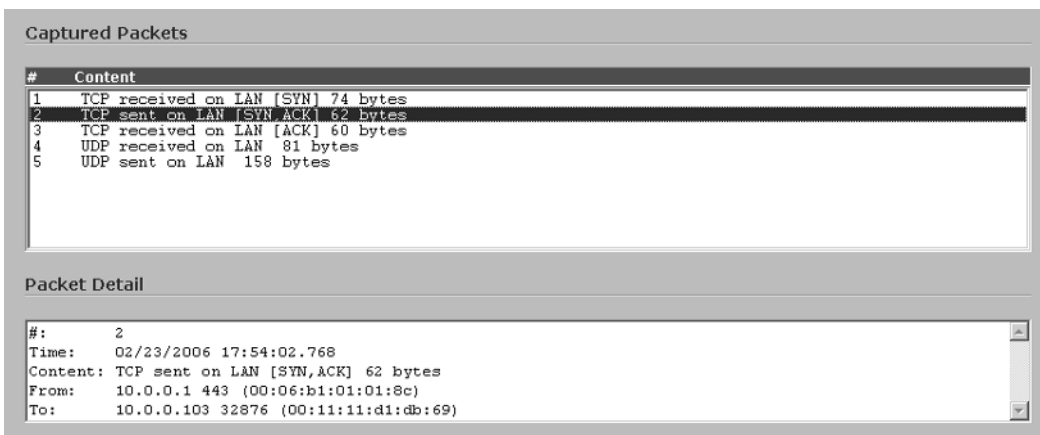 Captured Packets
# Content
1 TCP received on LAN [SYN] 74 bytes
2 TCP sent on LAN [SYN,ACK] 62 bytes
3 TCP received on LAN [ACK] 60 bytes
4 UDP received on LAN 81 bytes
5 UDP sent on LAN 158 bytes
Packet Detail
#: 2
Time: 02/23/2006 17:54:02.768
Content: TCP sent on LAN [SYN,ACK] 62 bytes
From: 10.0.0.1 443 (00:06:b1:01:01:8c)
To: 10.0.0.103 32876 (00:11:11:d1:db:69)